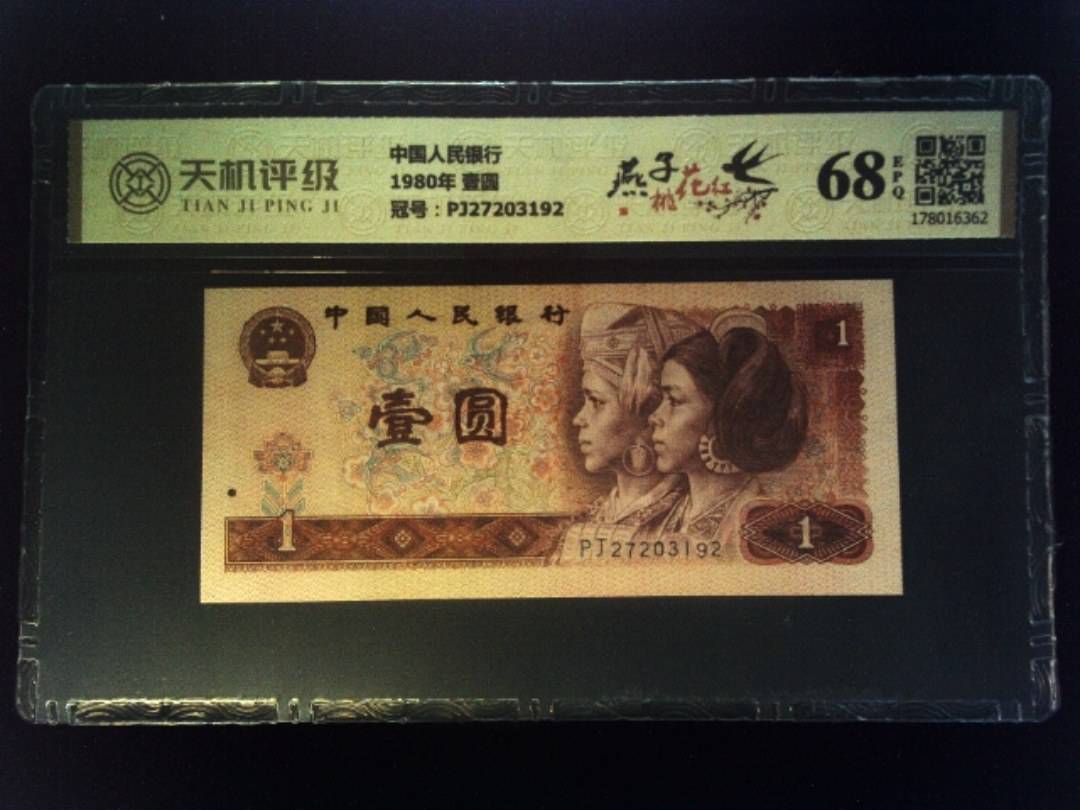 天机评级
TIAN JI PING JI
中国人民银行
1980年 壹圆
冠号：PJ27203192
燕子
桃花红
68
EPQ
178016362
中国人民银行
1
壹圆
1
PJ27203192
1